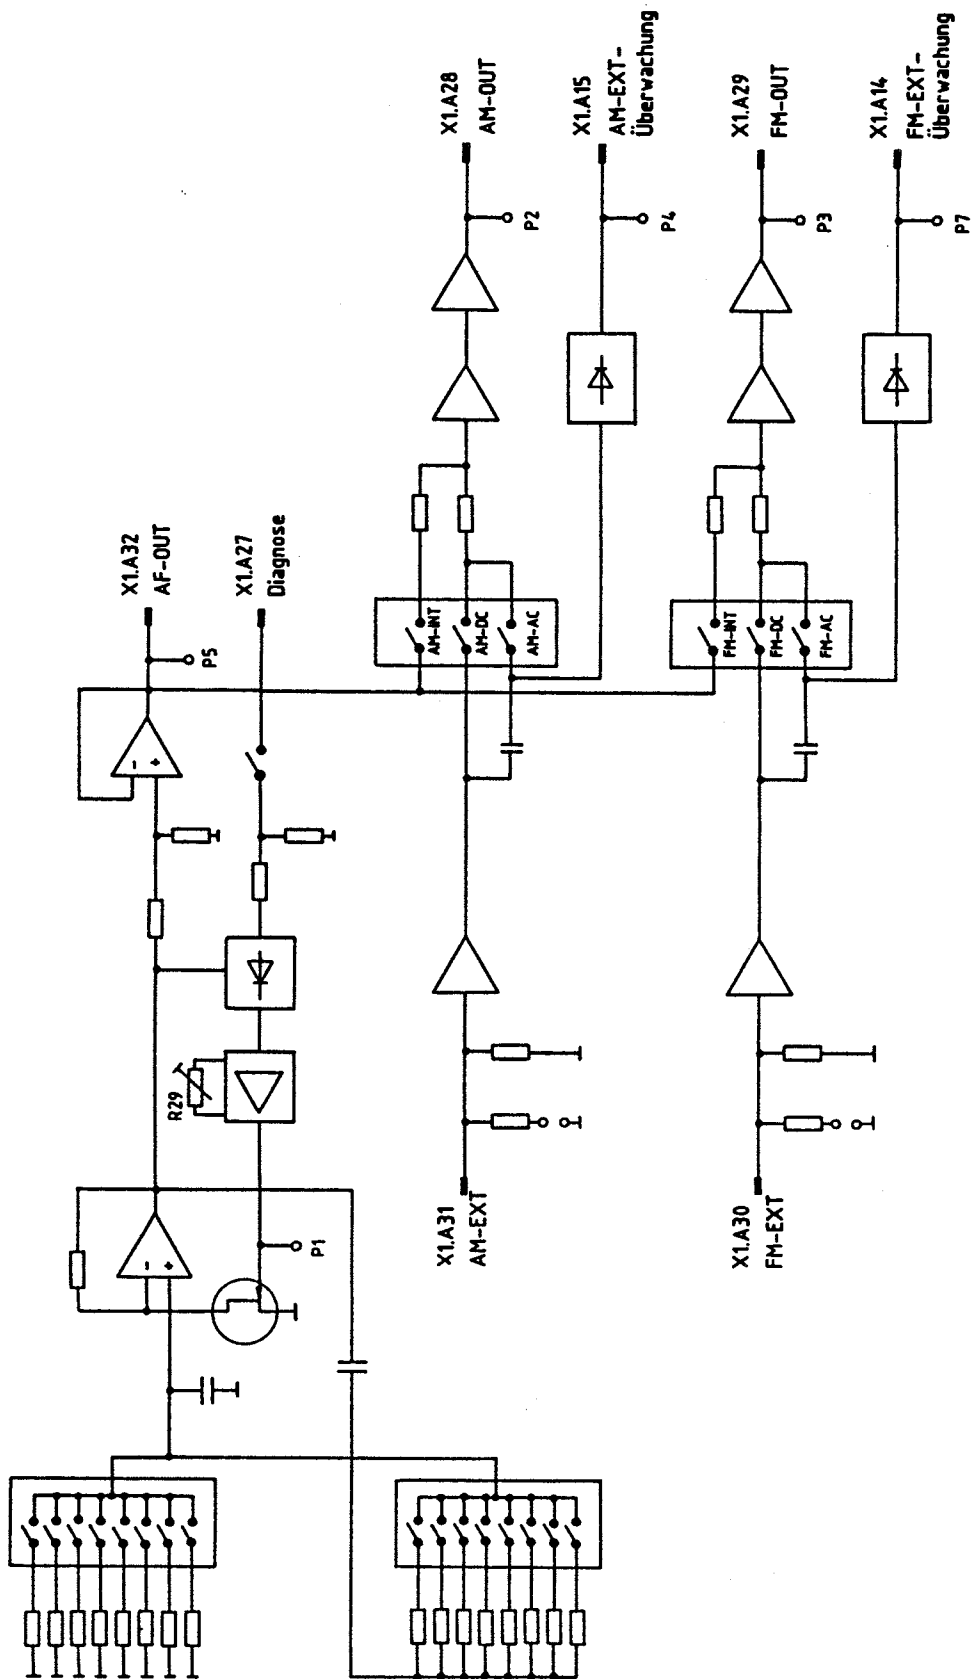 X1.A28
AM-OUT
P2
X1.A15
AM-EXT-
Überwachung
P4
X1.A29
FM-OUT
P3
X1.A14
FM-EXT-
Überwachung
P7
X1.A32
AF-OUT
P5
X1.A27
Diagnose
AM-INT
AM-DC
AM-AC
FM-INT
FM-DC
FM-AC
-
+
R29
-
+
P1
X1.A31
AM-EXT
X1.A30
FM-EXT